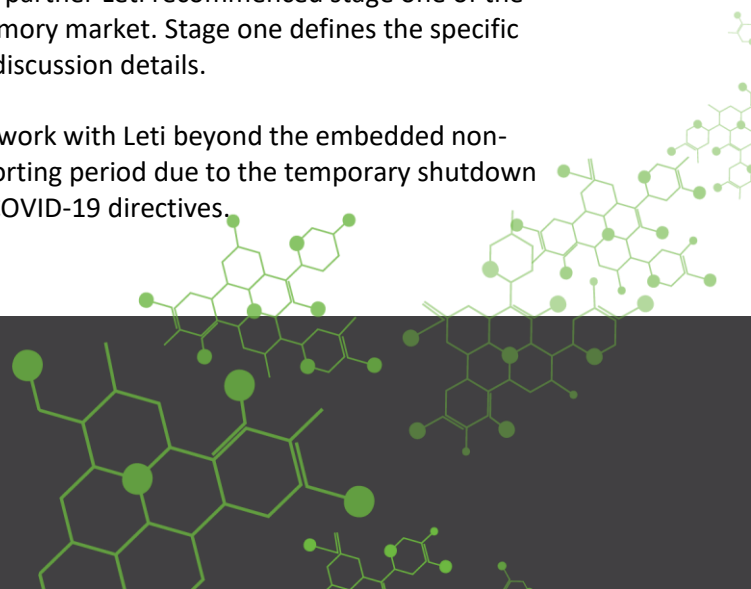 partner Leti recommenced stage one of the
mory market. Stage one defines the specific
discussion details.
work with Leti beyond the embedded non-
orting period due to the temporary shutdown
OVID-19 directives.